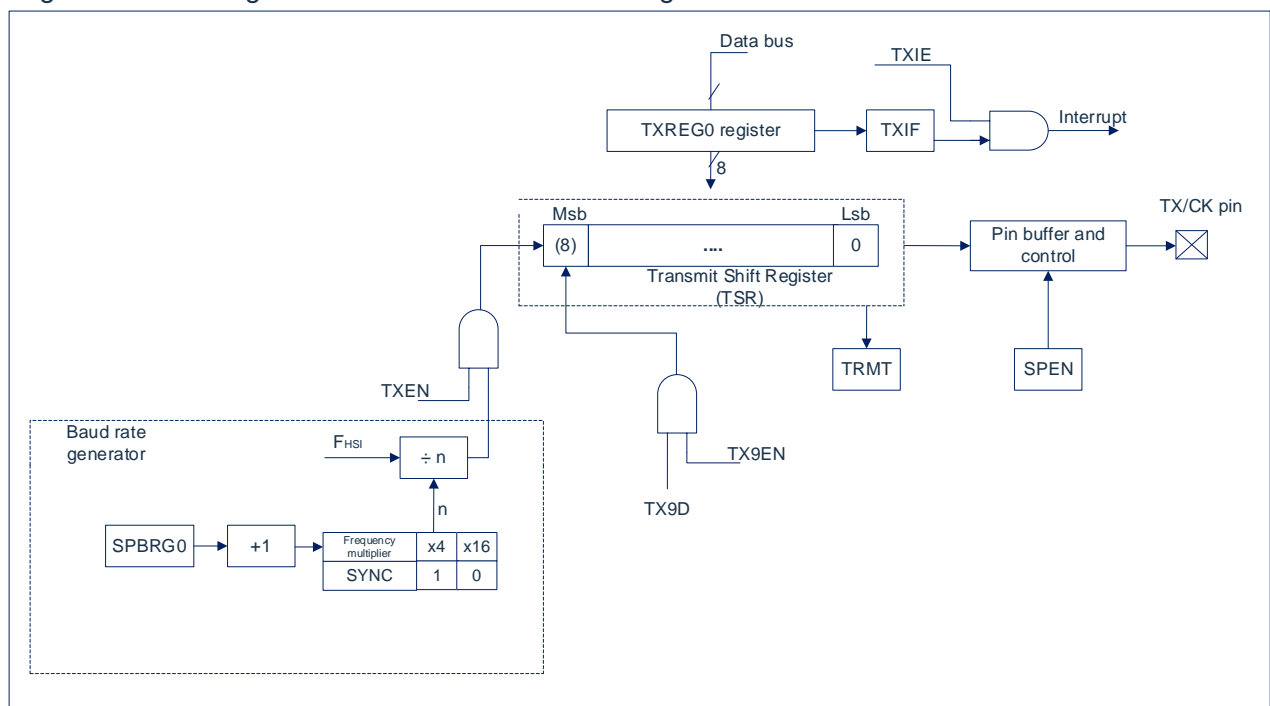 Data bus
TXIE
TXREG0 register
TXIF
Interrupt
8
Msb
Lsb
(8)
....
0
Transmit Shift Register
(TSR)
Pin buffer and
control
TX/CK pin
TRMT
SPEN
TXEN
TX9EN
TX9D
Baud rate
generator
FHSI
÷ n
n
SPBRG0
+1
Frequency
multiplier
x4
x16
SYNC
1
0